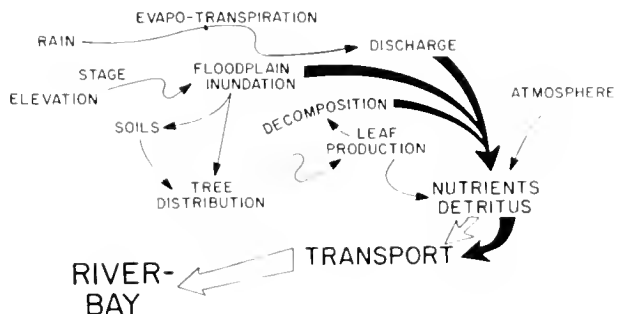 EVAPO-TRANSPIRATION
RAIN
DISCHARGE
STAGE
FLOODPLAIN
INUNDATION
ELEVATION
ATMOSPHERE
DECOMPOSITION
SOILS
LEAF
PRODUCTION
TREE
DISTRIBUTION
NUTRIENTS
DETRITUS
TRANSPORT
RIVER-
BAY